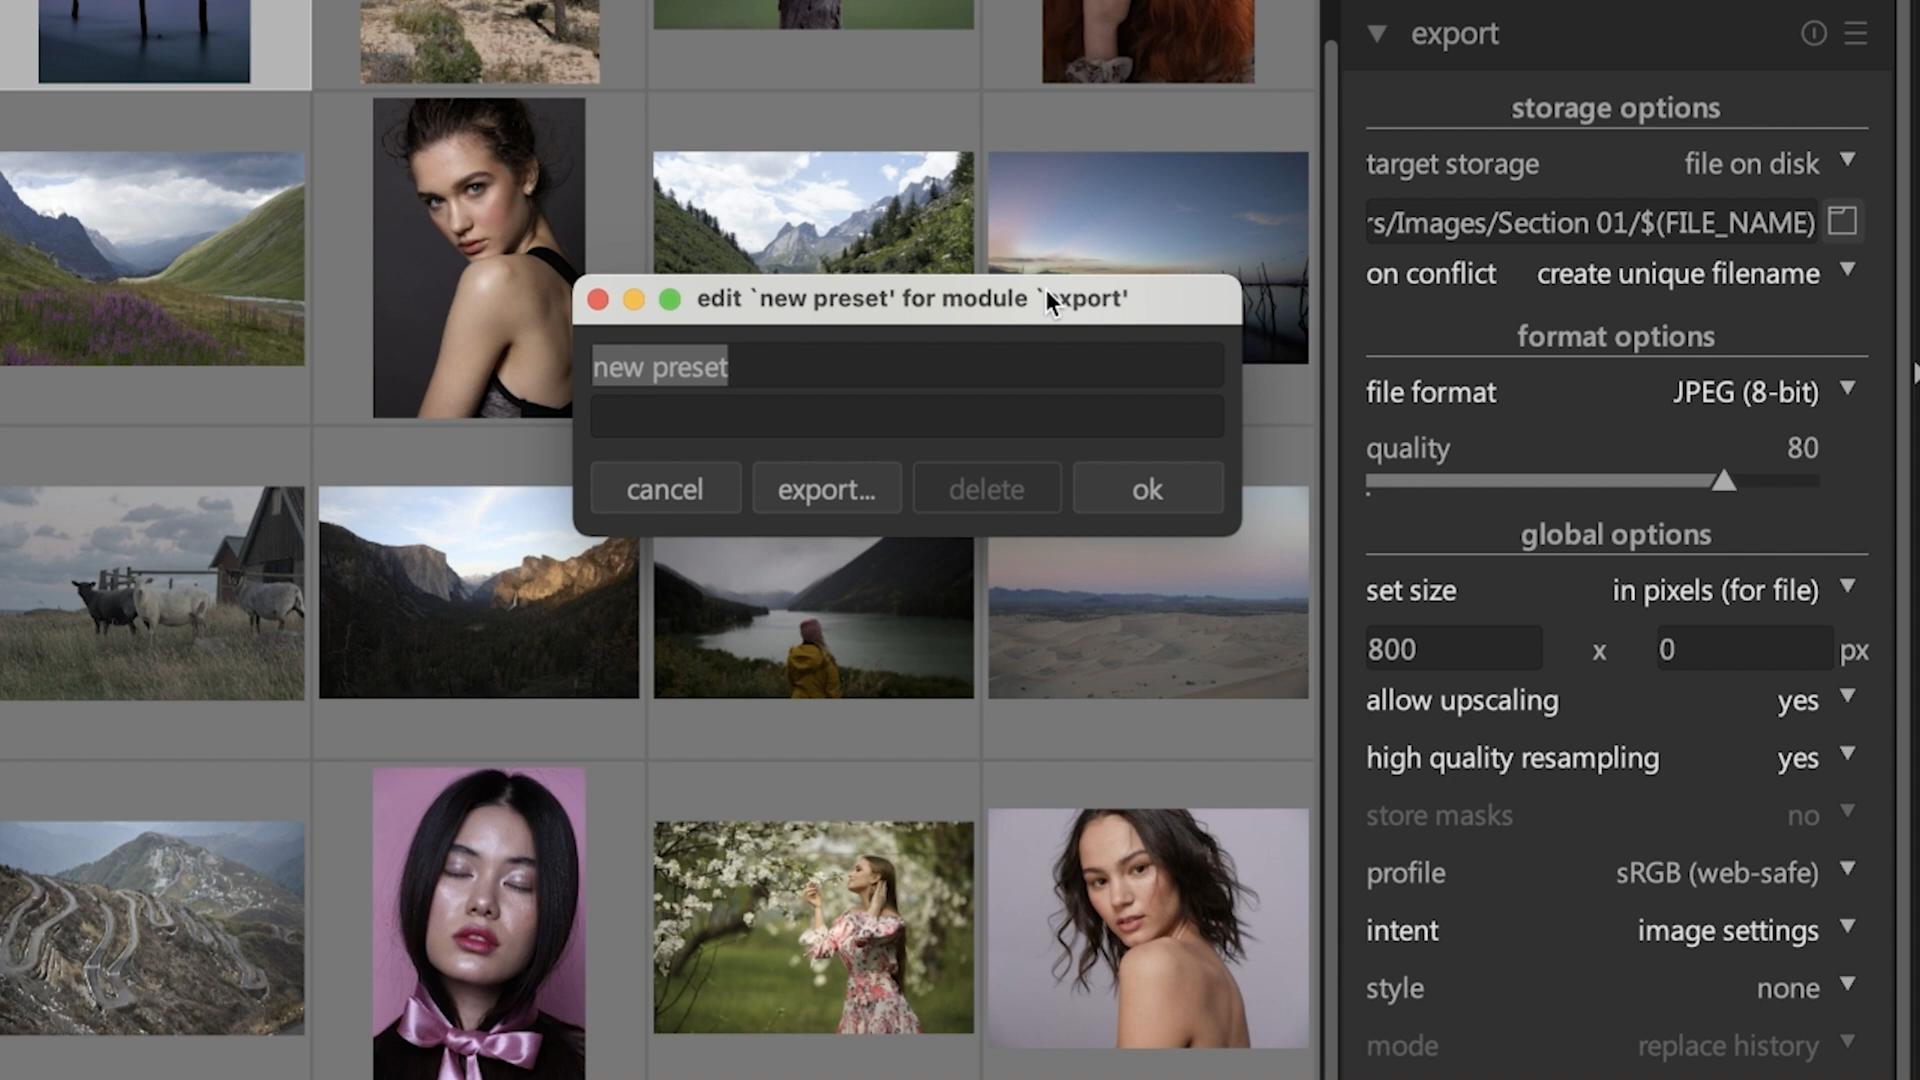 export
storage options
target storage file on disk
rs/Images/Section 01/$(FILE_NAME)
on conflict create unique filename
format options
file format JPEG (8-bit)
quality 80
global options
set size in pixels (for file)
800 x 0 px
allow upscaling yes
high quality resampling yes
store masks no
profile sRGB (web-safe)
intent image settings
style none
mode replace history
edit `new preset' for module `export'
new preset
cancel export... delete ok